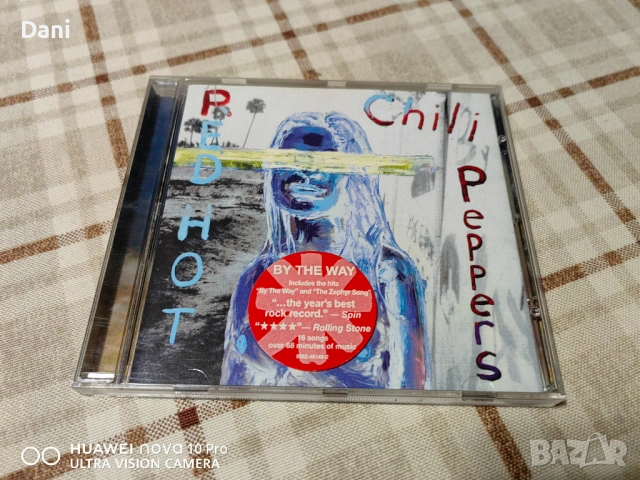 Dani
RED HOT
Chili
Peppers
BY THE WAY
Includes the hits
"By The Way" and "The Zephyr Song"
"...the year's best
rock record." — Spin
"★★★★" — Rolling Stone
16 songs
over 68 minutes of music
HUAWEI nova 10 Pro
ULTRA VISION CAMERA
BAZAR